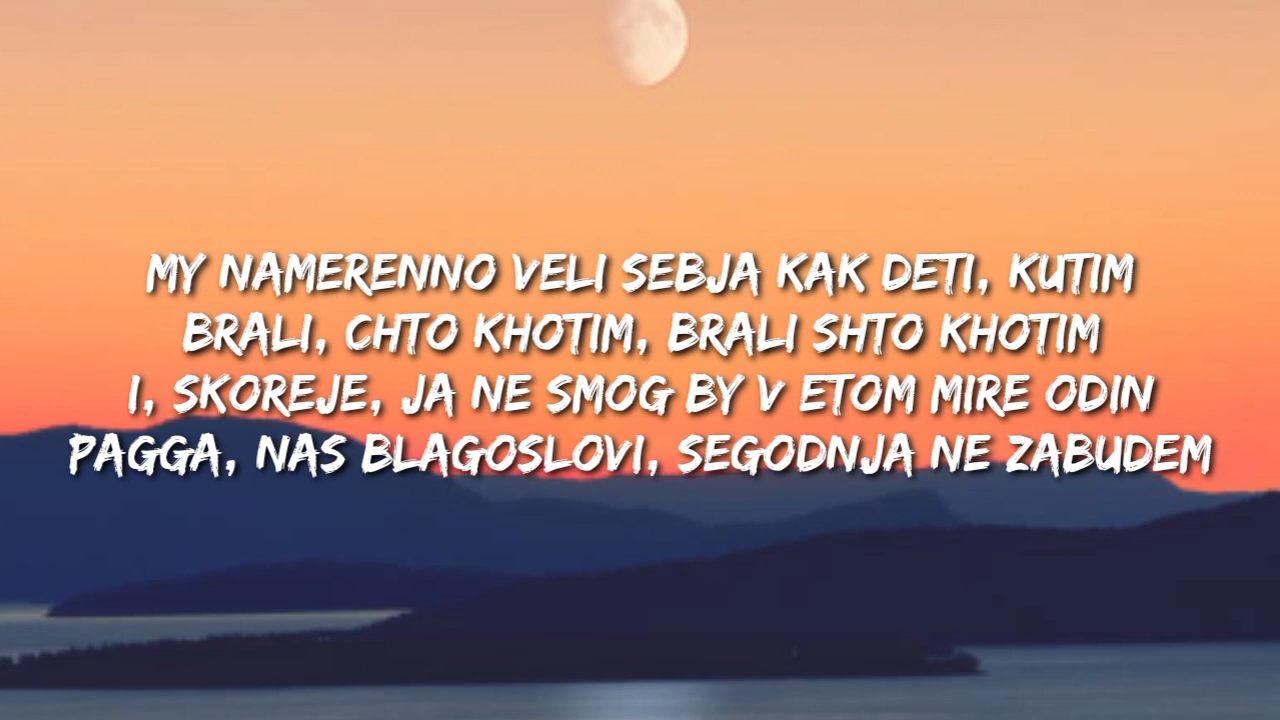 MY NAMERENNO VELI SEBJA KAK DETI, KUTIM
BRALI, CHTO KHOTIM, BRALI SHTO KHOTIM
I, SKOREJE, JA NE SMOG BY V ETOM MIRE ODIN
PAGGA, NAS BLAGOSLOVI, SEGODNJA NE ZABUDEM